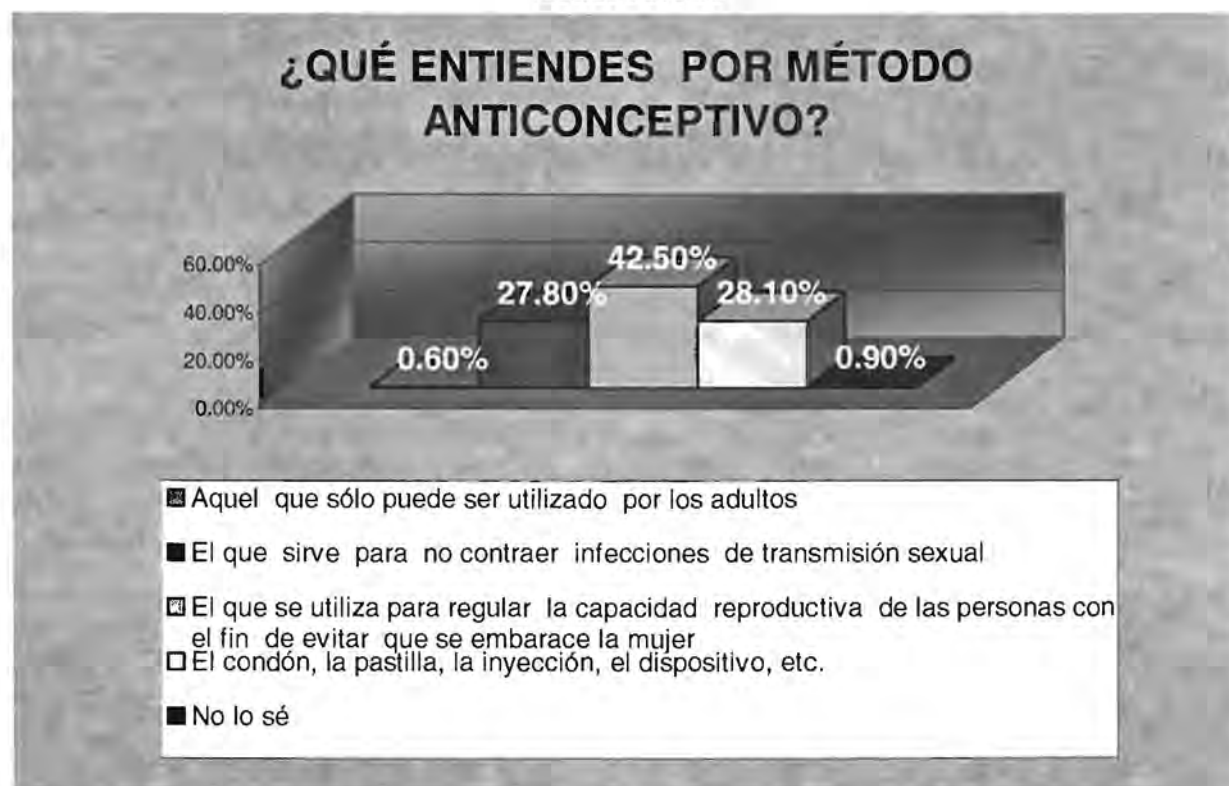 ¿QUÉ ENTIENDES POR MÉTODO
ANTICONCEPTIVO?
60.00%
40.00%
20.00%
0.00%
0.60%
27.80%
42.50%
28.10%
0.90%
Aquel que sólo puede ser utilizado por los adultos
El que sirve para no contraer infecciones de transmisión sexual
El que se utiliza para regular la capacidad reproductiva de las personas con
el fin de evitar que se embarace la mujer
El condón, la pastilla, la inyección, el dispositivo, etc.
No lo sé